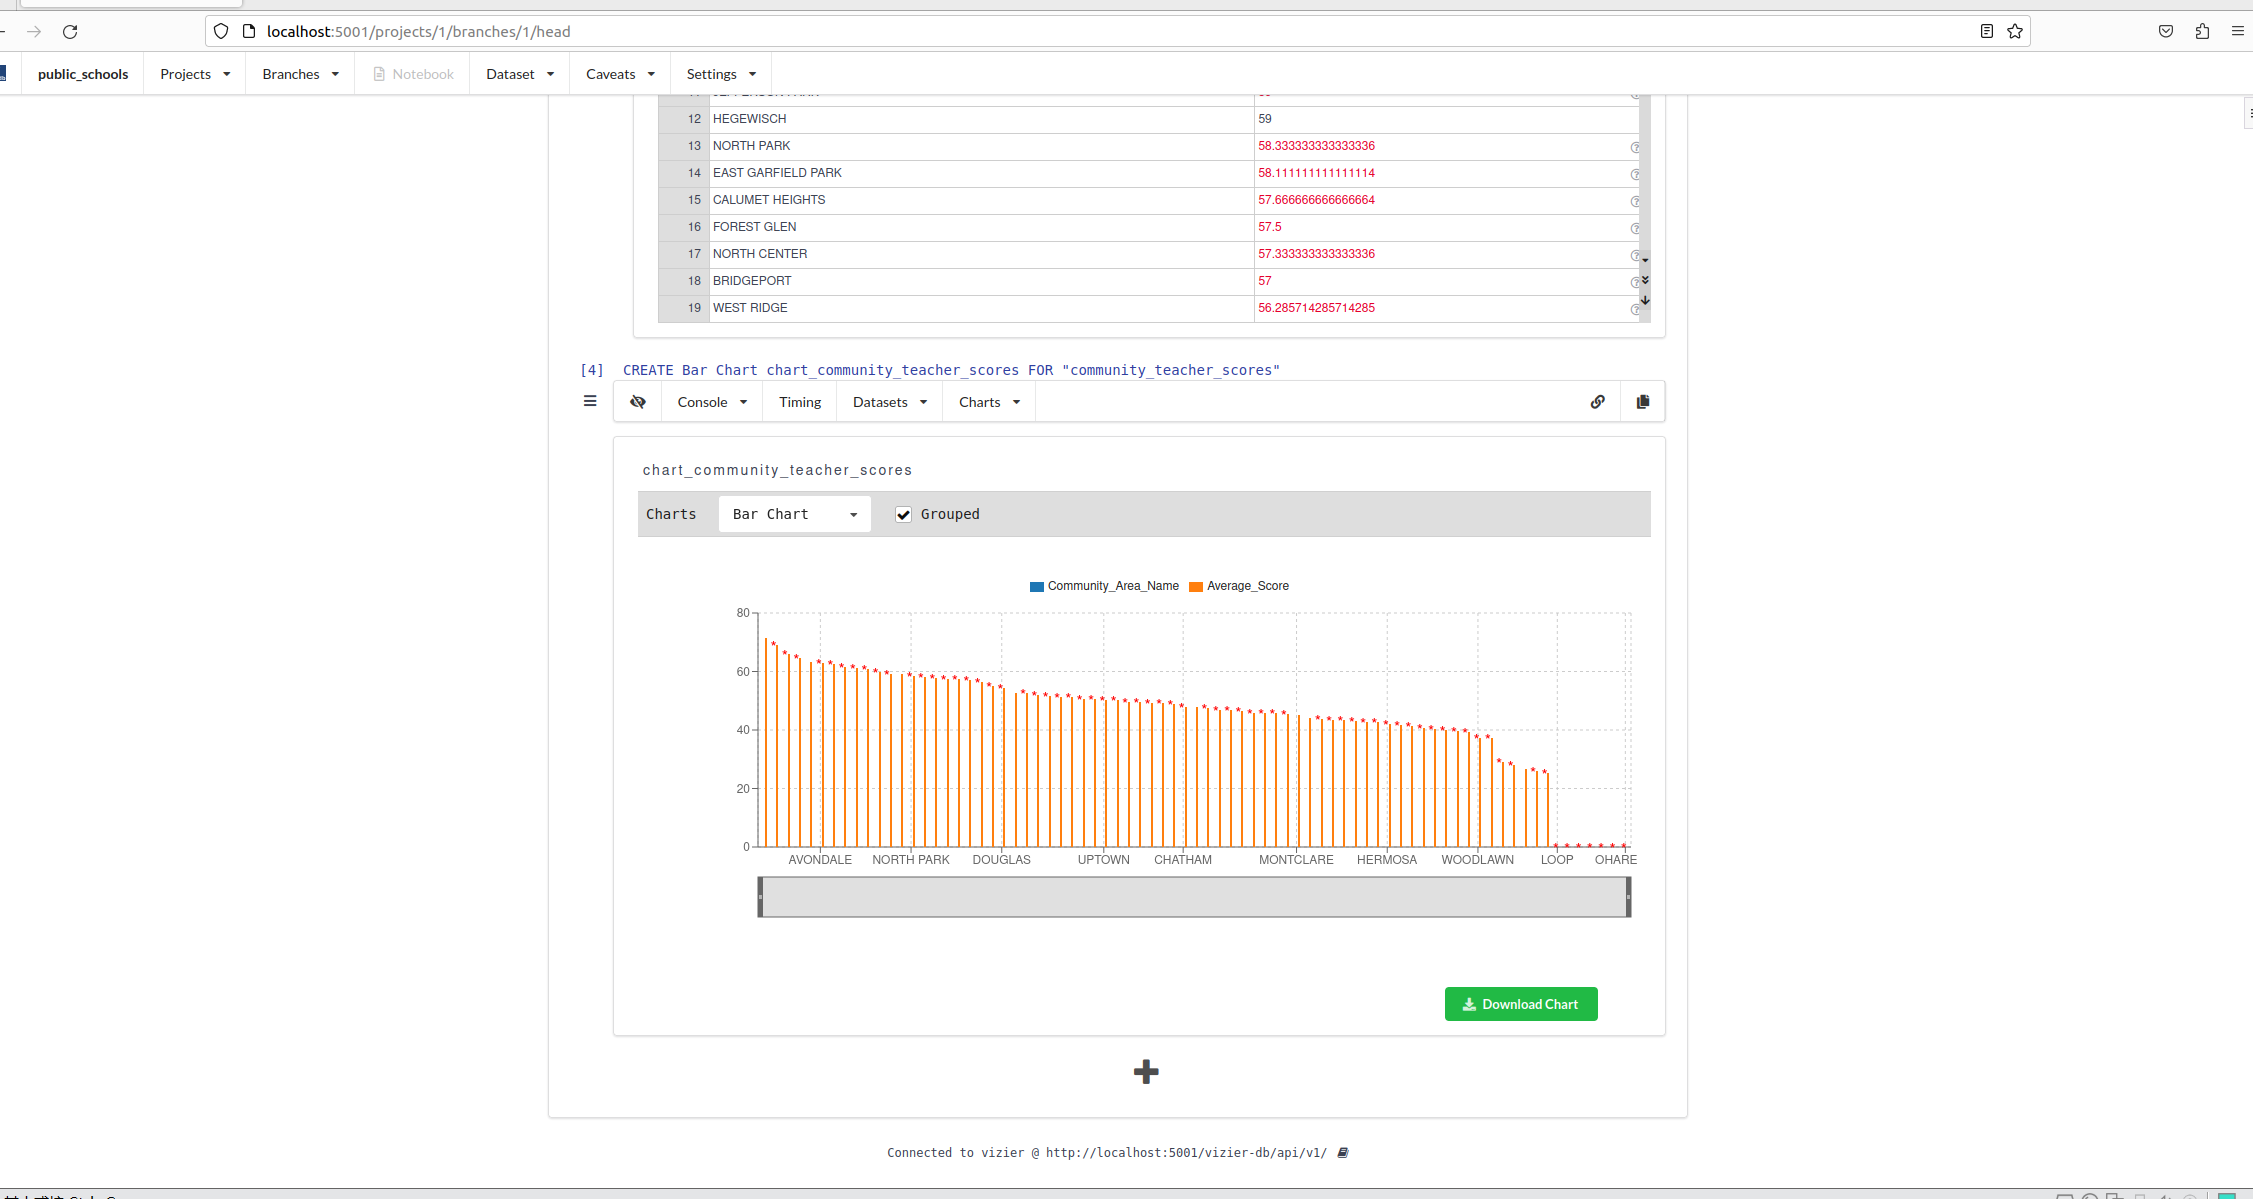 localhost:5001/projects/1/branches/1/head
public_schools Projects Branches Notebook Dataset Caveats Settings
12 HEGEWISCH 59
13 NORTH PARK 58.333333333333336
14 EAST GARFIELD PARK 58.111111111111114
15 CALUMET HEIGHTS 57.666666666666664
16 FOREST GLEN 57.5
17 NORTH CENTER 57.333333333333336
18 BRIDGEPORT 57
19 WEST RIDGE 56.285714285714285
[4] CREATE Bar Chart chart_community_teacher_scores FOR "community_teacher_scores"
Console Timing Datasets Charts
chart_community_teacher_scores
Charts Bar Chart Grouped
Community_Area_Name Average_Score
80
60
40
20
0
AVONDALE NORTH PARK DOUGLAS UPTOWN CHATHAM MONTCLARE HERMOSA WOODLAWN LOOP OHARE
Download Chart
Connected to vizier @ http://localhost:5001/vizier-db/api/v1/